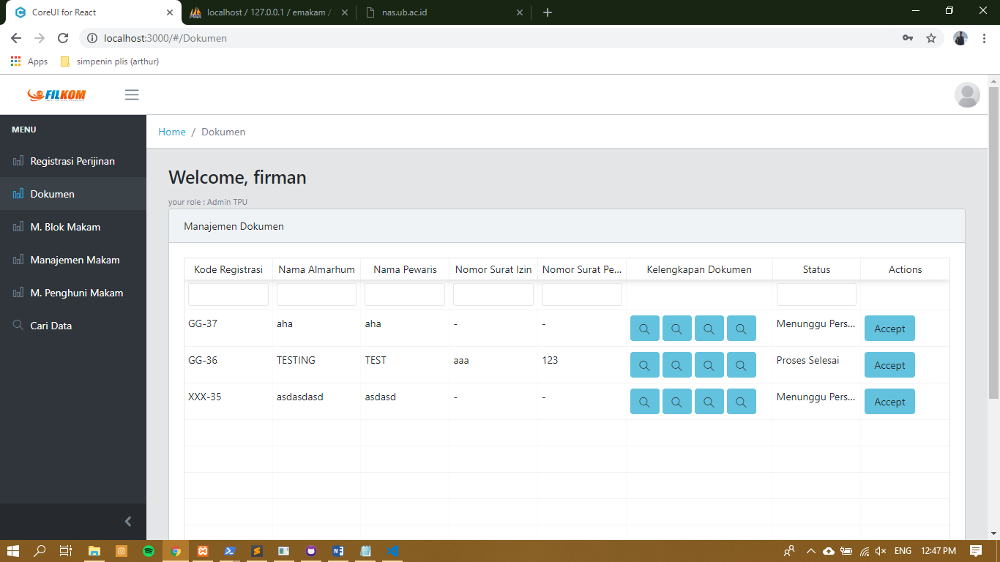 CoreUI for React
localhost / 127.0.0.1 / emakam /
nas.ub.ac.id
localhost:3000/#/Dokumen
Apps
simpenin plis (arthur)
FILKOM
MENU
Home / Dokumen
Registrasi Perijinan
Dokumen
M. Blok Makam
Manajemen Makam
M. Penghuni Makam
Cari Data
Welcome, firman
your role : Admin TPU
Manajemen Dokumen
Kode Registrasi Nama Almarhum Nama Pewaris Nomor Surat Izin Nomor Surat Pe... Kelengkapan Dokumen Status Actions
GG-37 aha aha - - Menunggu Pers... Accept
GG-36 TESTING TEST aaa 123 Proses Selesai Accept
XXX-35 asdasdasd asdasd - - Menunggu Pers... Accept
ENG 12:47 PM